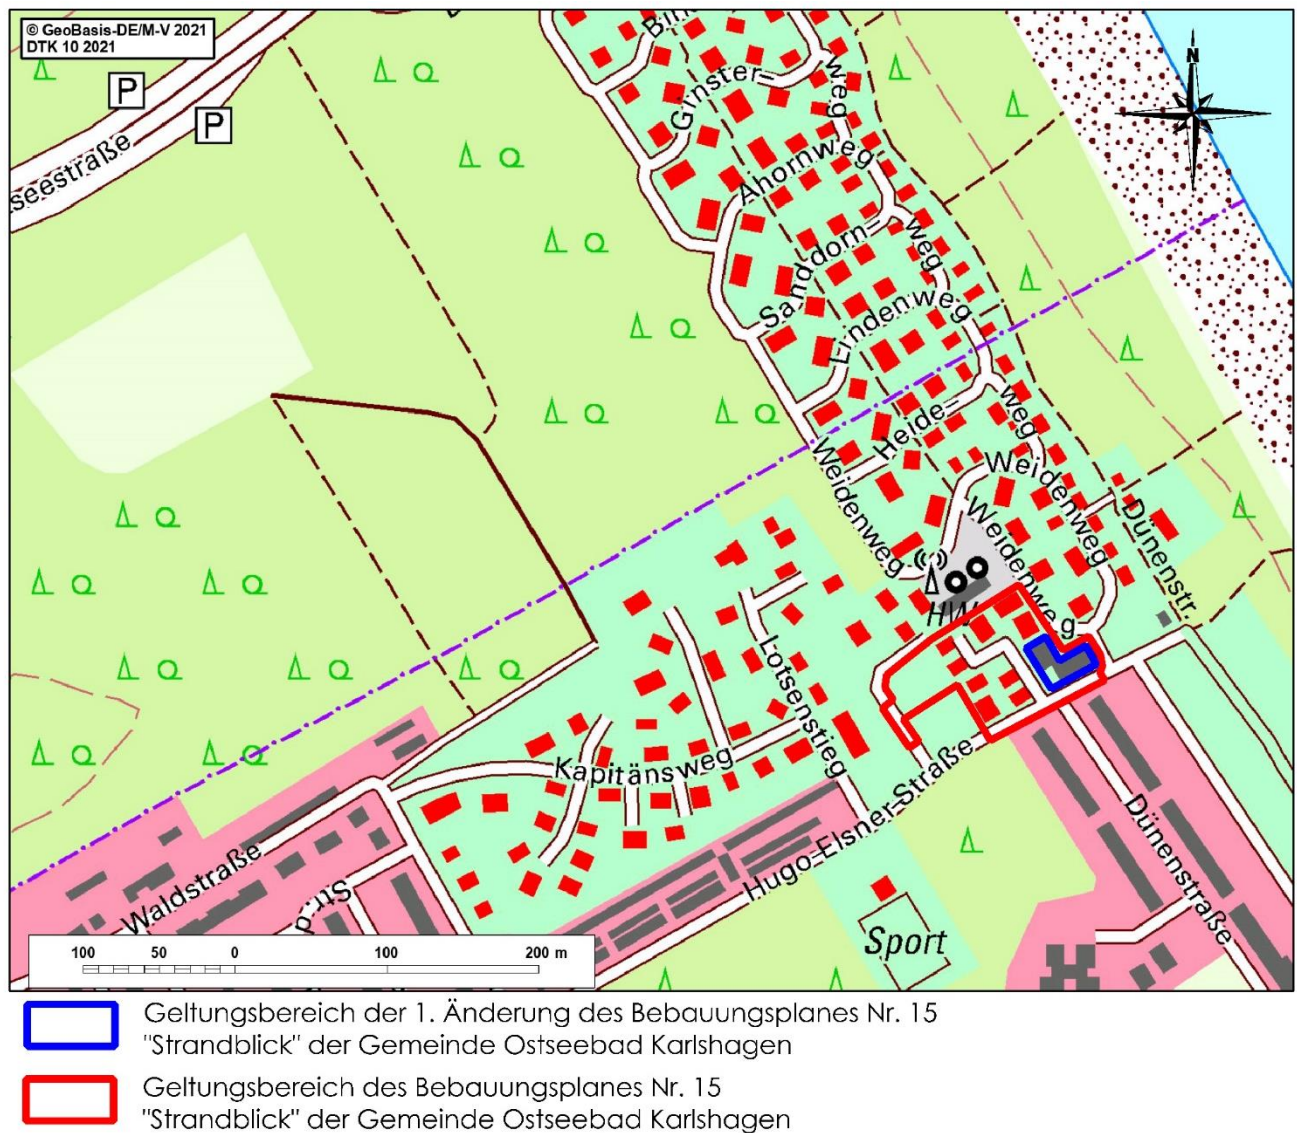 © GeoBasis-DE/M-V 2021
DTK 10 2021
P
P
seestraße
N
Ginster=
weg
Ahornweg
Sanddorn=
weg
Lindenweg
Heide=
weg
Weidenweg
Weidenweg
Weidenweg
Dünenstr.
HW
Lotsenstieg
Kapitänsweg
Hugo-Elsner-Straße
Waldstraße
Str.d
Dünenstraße
Sport
100 50 0 100 200 m
Geltungsbereich der 1. Änderung des Bebauungsplanes Nr. 15
"Strandblick" der Gemeinde Ostseebad Karlshagen
Geltungsbereich des Bebauungsplanes Nr. 15
"Strandblick" der Gemeinde Ostseebad Karlshagen